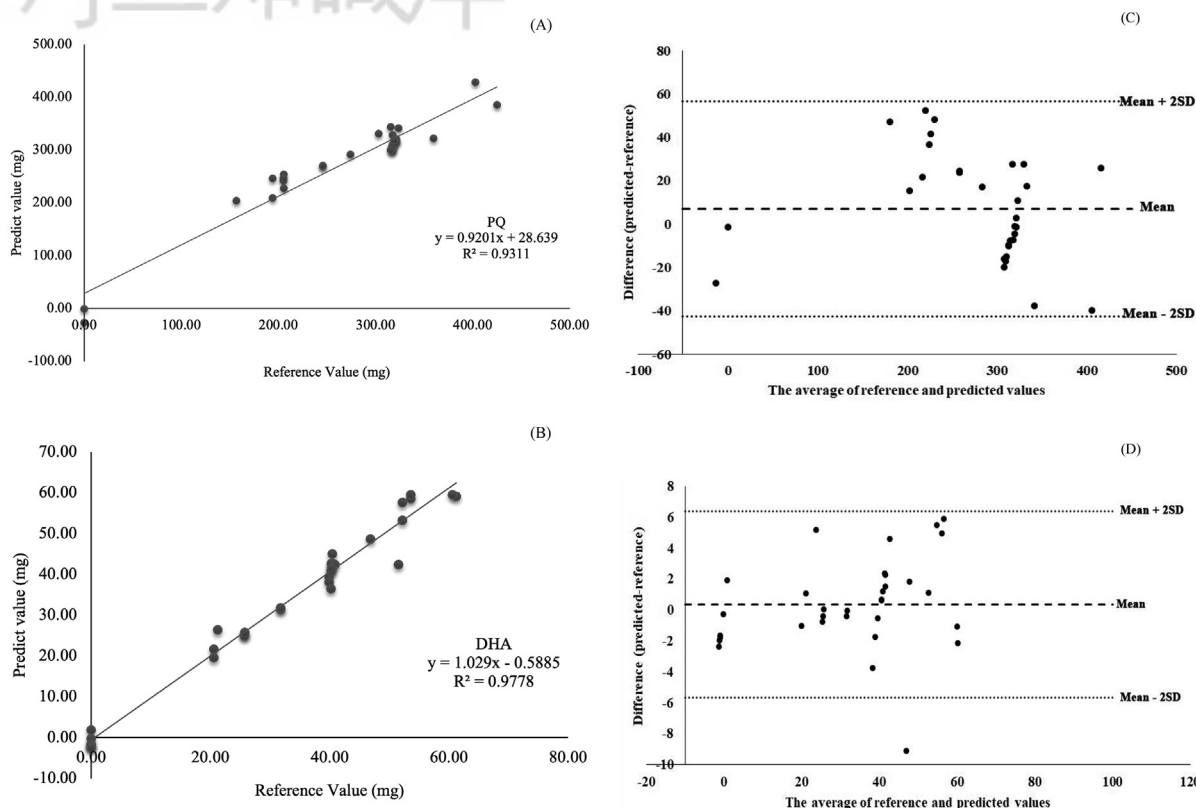 (A)
500.00
400.00
300.00
200.00
100.00
0.00
-100.00
0.00
100.00
200.00
300.00
400.00
500.00
Predict value (mg)
Reference Value (mg)
PQ
y = 0.9201x + 28.639
R² = 0.9311
(C)
80
60
40
20
0
-20
-40
-60
-100
0
100
200
300
400
500
Difference (predicted-reference)
The average of reference and predicted values
Mean + 2SD
Mean
Mean - 2SD
(B)
70.00
60.00
50.00
40.00
30.00
20.00
10.00
0.00
-10.00
0.00
20.00
40.00
60.00
80.00
Predict value (mg)
Reference Value (mg)
DHA
y = 1.029x - 0.5885
R² = 0.9778
(D)
8
6
4
2
0
-2
-4
-6
-8
-10
-20
0
20
40
60
80
100
120
Difference (predicted-reference)
The average of reference and predicted values
Mean + 2SD
Mean
Mean - 2SD